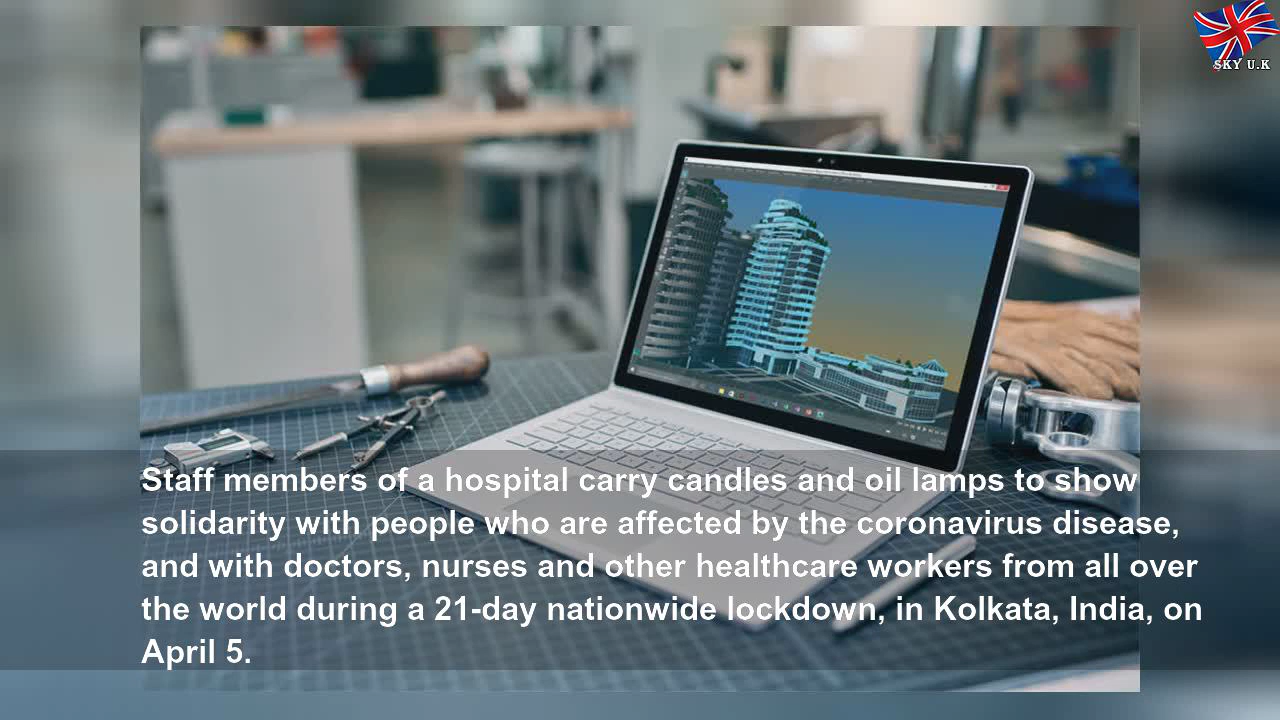 SKY U.K
Staff members of a hospital carry candles and oil lamps to show
solidarity with people who are affected by the coronavirus disease,
and with doctors, nurses and other healthcare workers from all over
the world during a 21-day nationwide lockdown, in Kolkata, India, on
April 5.